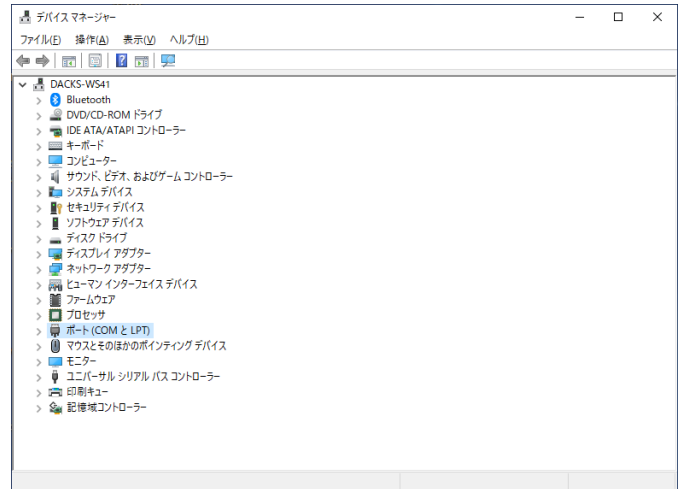 デバイス マネージャー
ファイル(F) 操作(A) 表示(V) ヘルプ(H)
DACKS-WS41
Bluetooth
DVD/CD-ROM ドライブ
IDE ATA/ATAPI コントローラー
キーボード
コンピューター
サウンド、ビデオ、およびゲーム コントローラー
システム デバイス
セキュリティ デバイス
ソフトウェア デバイス
ディスク ドライブ
ディスプレイ アダプター
ネットワーク アダプター
ヒューマン インターフェイス デバイス
ファームウェア
プロセッサ
ポート (COM と LPT)
マウスとそのほかのポインティング デバイス
モニター
ユニバーサル シリアル バス コントローラー
印刷キュー
記憶域コントローラー